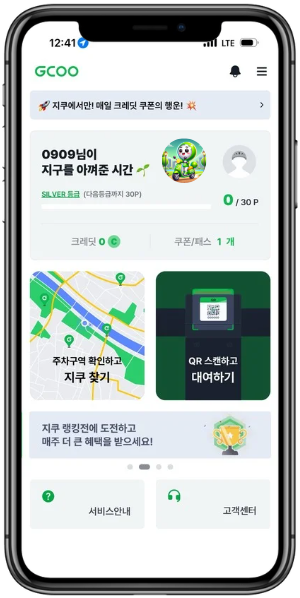 12:41
LTE
GCOO
🚀 지쿠에서만! 매일 크레딧 쿠폰의 행운! 💥
0909님이
지구를 아껴준 시간 🌱
SILVER 등급 (다음등급까지 30P)
0 / 30 P
크레딧 0 C
쿠폰/패스 1 개
주차구역 확인하고
지쿠 찾기
QR 스캔하고
대여하기
지쿠 랭킹전에 도전하고
매주 더 큰 혜택을 받으세요!
서비스안내
고객센터